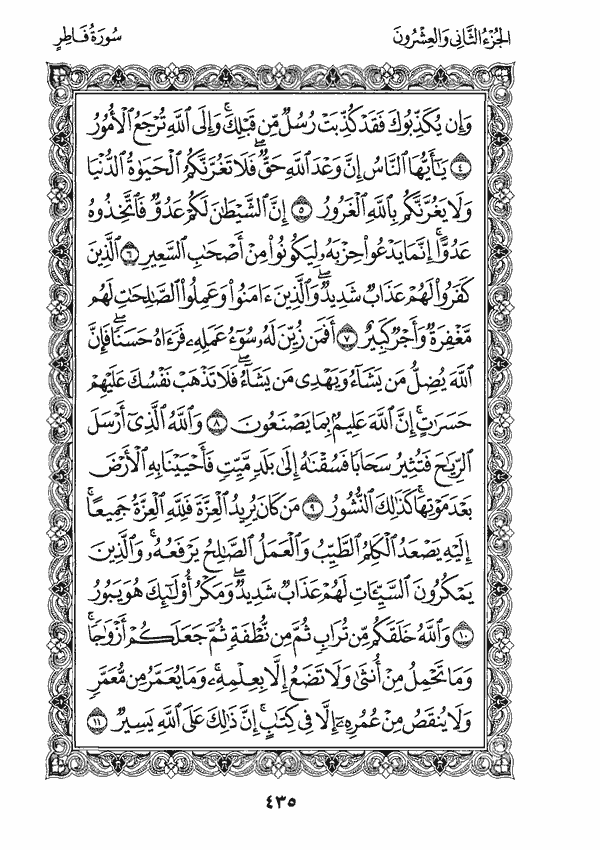 الجُزْءُ الثَّانِي وَالعِشْرُونَ
سُورَةُ فَاطِرٍ
وَإِن يُكَذِّبُوكَ فَقَدْ كُذِّبَتْ رُسُلٌ مِّن قَبْلِكَ ۚ وَإِلَى ٱللَّهِ تُرْجَعُ ٱلْأُمُورُ
٤ يَٰٓأَيُّهَا ٱلنَّاسُ إِنَّ وَعْدَ ٱللَّهِ حَقٌّ ۖ فَلَا تَغُرَّنَّكُمُ ٱلْحَيَوٰةُ ٱلدُّنْيَا
وَلَا يَغُرَّنَّكُم بِٱللَّهِ ٱلْغَرُورُ ٥ إِنَّ ٱلشَّيْطَٰنَ لَكُمْ عَدُوٌّ فَٱتَّخِذُوهُ
عَدُوًّا ۚ إِنَّمَا يَدْعُوا۟ حِزْبَهُۥ لِيَكُونُوا۟ مِنْ أَصْحَٰبِ ٱلسَّعِيرِ ٦ ٱلَّذِينَ
كَفَرُوا۟ لَهُمْ عَذَابٌ شَدِيدٌ ۖ وَٱلَّذِينَ ءَامَنُوا۟ وَعَمِلُوا۟ ٱلصَّٰلِحَٰتِ لَهُم
مَّغْفِرَةٌ وَأَجْرٌ كَبِيرٌ ٧ أَفَمَن زُيِّنَ لَهُۥ سُوٓءُ عَمَلِهِۦ فَرَءَاهُ حَسَنًا ۖ فَإِنَّ
ٱللَّهَ يُضِلُّ مَن يَشَآءُ وَيَهْدِى مَن يَشَآءُ ۖ فَلَا تَذْهَبْ نَفْسُكَ عَلَيْهِمْ
حَسَرَٰتٍ ۚ إِنَّ ٱللَّهَ عَلِيمٌۢ بِمَا يَصْنَعُونَ ٨ وَٱللَّهُ ٱلَّذِىٓ أَرْسَلَ
ٱلرِّيَٰحَ فَتُثِيرُ سَحَابًا فَسُقْنَٰهُ إِلَىٰ بَلَدٍ مَّيِّتٍ فَأَحْيَيْنَا بِهِ ٱلْأَرْضَ
بَعْدَ مَوْتِهَا ۚ كَذَٰلِكَ ٱلنُّشُورُ ٩ مَن كَانَ يُرِيدُ ٱلْعِزَّةَ فَلِلَّهِ ٱلْعِزَّةُ جَمِيعًا ۚ
إِلَيْهِ يَصْعَدُ ٱلْكَلِمُ ٱلطَّيِّبُ وَٱلْعَمَلُ ٱلصَّٰلِحُ يَرْفَعُهُۥ ۚ وَٱلَّذِينَ
يَمْكُرُونَ ٱلسَّيِّـَٔاتِ لَهُمْ عَذَابٌ شَدِيدٌ ۖ وَمَكْرُ أُو۟لَٰٓئِكَ هُوَ يَبُورُ
١٠ وَٱللَّهُ خَلَقَكُم مِّن تُرَابٍ ثُمَّ مِن نُّطْفَةٍ ثُمَّ جَعَلَكُمْ أَزْوَٰجًا ۚ
وَمَا تَحْمِلُ مِنْ أُنثَىٰ وَلَا تَضَعُ إِلَّا بِعِلْمِهِۦ ۚ وَمَا يُعَمَّرُ مِن مُّعَمَّرٍ
وَلَا يُنقَصُ مِنْ عُمُرِهِۦٓ إِلَّا فِى كِتَٰبٍ ۚ إِنَّ ذَٰلِكَ عَلَى ٱللَّهِ يَسِيرٌ ١١
٤٣٥